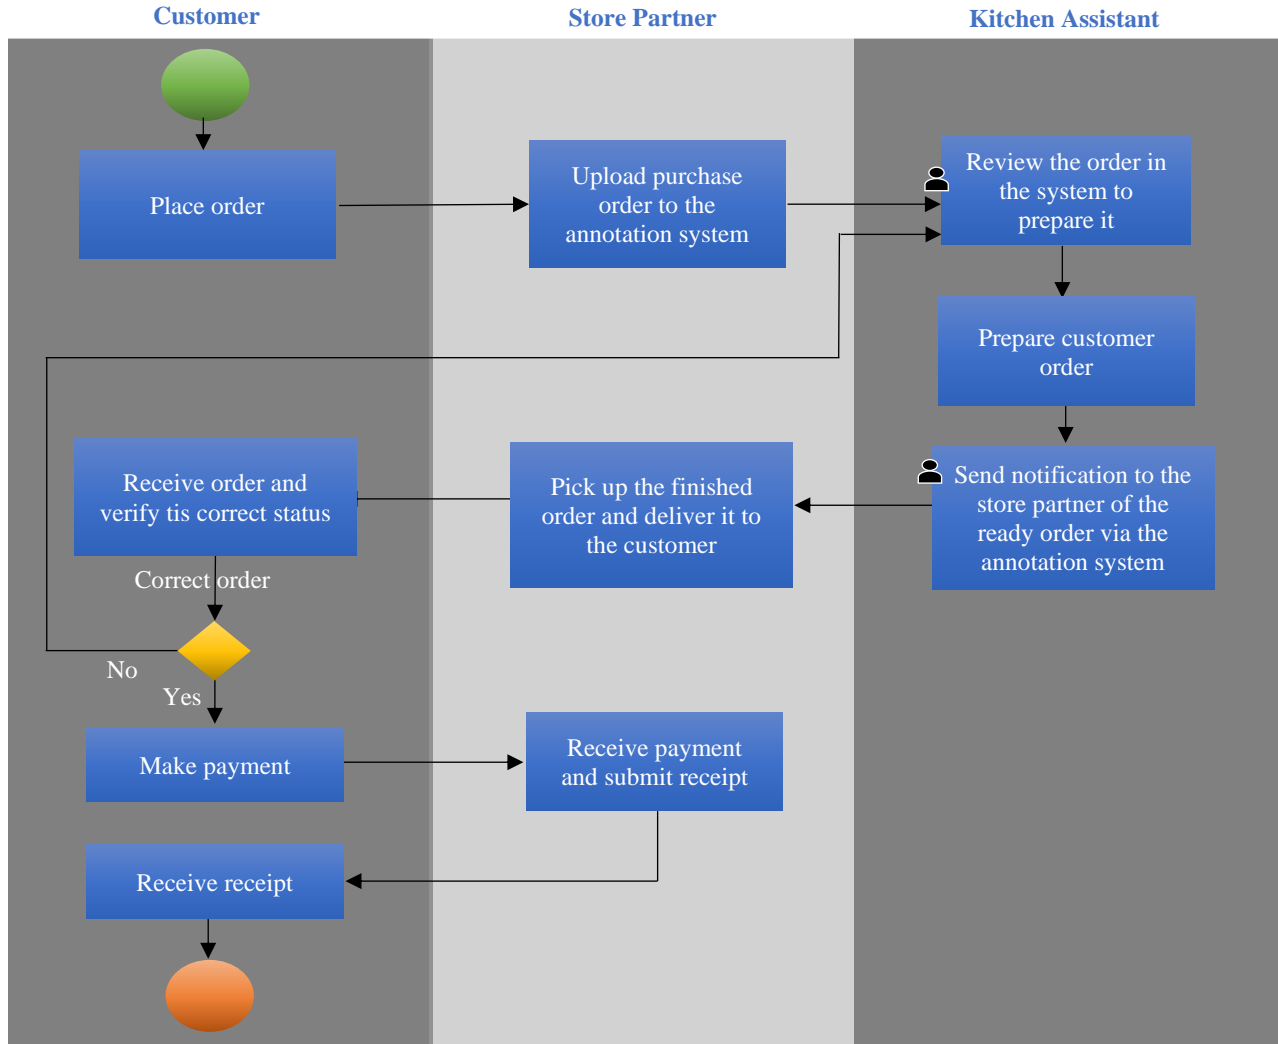 Customer
Store Partner
Kitchen Assistant
Place order
Upload purchase
order to the
annotation system
Review the order in
the system to
prepare it
Prepare customer
order
Send notification to the
store partner of the
ready order via the
annotation system
Pick up the finished
order and deliver it to
the customer
Receive order and
verify tis correct status
Correct order
No
Yes
Make payment
Receive payment
and submit receipt
Receive receipt